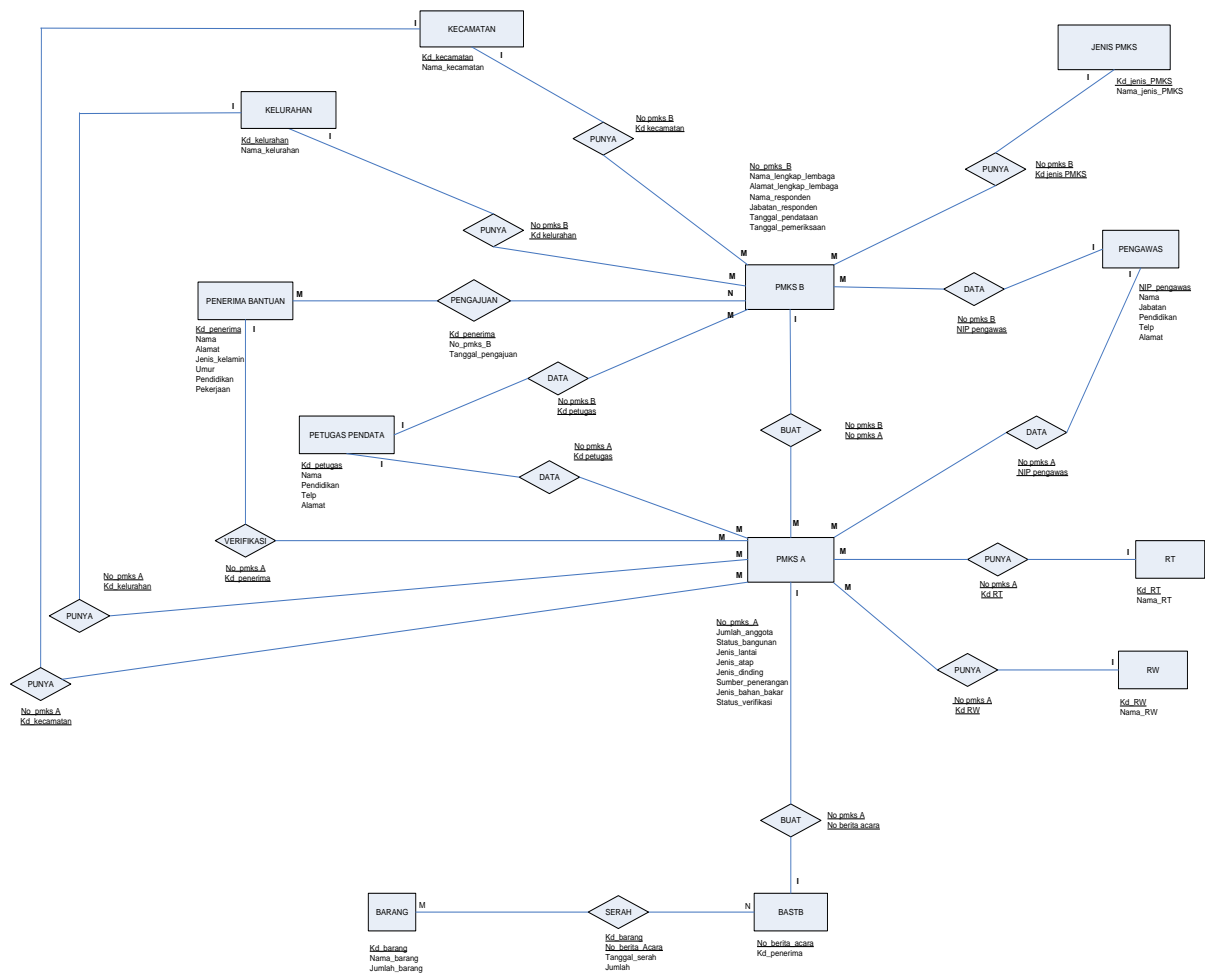 I
KECAMATAN
Kd_kecamatan
Nama_kecamatan
I
JENIS PMKS
I
Kd_jenis_PMKS
Nama_jenis_PMKS
I
KELURAHAN
Kd_kelurahan
Nama_kelurahan
I
PUNYA
No pmks B
Kd kecamatan
PUNYA
No pmks B
Kd jenis PMKS
No_pmks_B
Nama_lengkap_lembaga
Alamat_lengkap_lembaga
Nama_responden
Jabatan_responden
Tanggal_pendataan
Tanggal_pemeriksaan
PUNYA
No pmks B
Kd kelurahan
M
M
N
M
PMKS B
M
M
I
DATA
No pmks B
NIP pengawas
I
PENGAWAS
I
NIP_pengawas
Nama
Jabatan
Pendidikan
Telp
Alamat
PENERIMA BANTUAN
M
I
Kd_penerima
Nama
Alamat
Jenis_kelamin
Umur
Pendidikan
Pekerjaan
PENGAJUAN
Kd_penerima
No_pmks_B
Tanggal_pengajuan
DATA
No pmks B
Kd petugas
PETUGAS PENDATA
I
I
Kd_petugas
Nama
Pendidikan
Telp
Alamat
DATA
No pmks A
Kd petugas
BUAT
No pmks B
No pmks A
DATA
No pmks A
NIP pengawas
VERIFIKASI
No_pmks_A
Kd_penerima
M
M
M
M
M
PMKS A
M
M
M
I
PUNYA
No pmks A
Kd RT
I
RT
Kd_RT
Nama_RT
No_pmks A
Kd_kelurahan
PUNYA
PUNYA
No_pmks A
Kd_kecamatan
No_pmks_A
Jumlah_anggota
Status_bangunan
Jenis_lantai
Jenis_atap
Jenis_dinding
Sumber_penerangan
Jenis_bahan_bakar
Status_verifikasi
PUNYA
No pmks A
Kd RW
I
RW
Kd_RW
Nama_RW
BUAT
No pmks A
No berita acara
I
BARANG
M
Kd_barang
Nama_barang
Jumlah_barang
SERAH
Kd_barang
No_berita_Acara
Tanggal_serah
Jumlah
N
BASTB
No_berita_acara
Kd_penerima